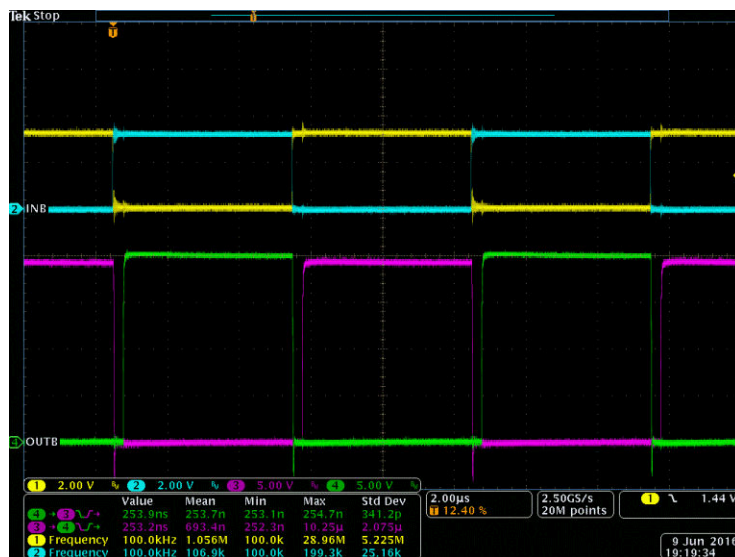 Tek Stop
T
T
2 INB
4 OUTB
1 2.00 V 2 2.00 V 3 5.00 V 4 5.00 V
2.00µs
T 12.40 %
2.50GS/s
20M points
1 1.44 V
Value Mean Min Max Std Dev
4 → 3 253.9ns 253.7n 253.1n 254.7n 341.2p
3 → 4 253.2ns 693.4n 252.3n 10.25µ 2.075µ
1 Frequency 100.0kHz 1.056M 100.0k 28.96M 5.225M
2 Frequency 100.0kHz 106.9k 100.0k 199.3k 25.16k
9 Jun 2016
19:19:34